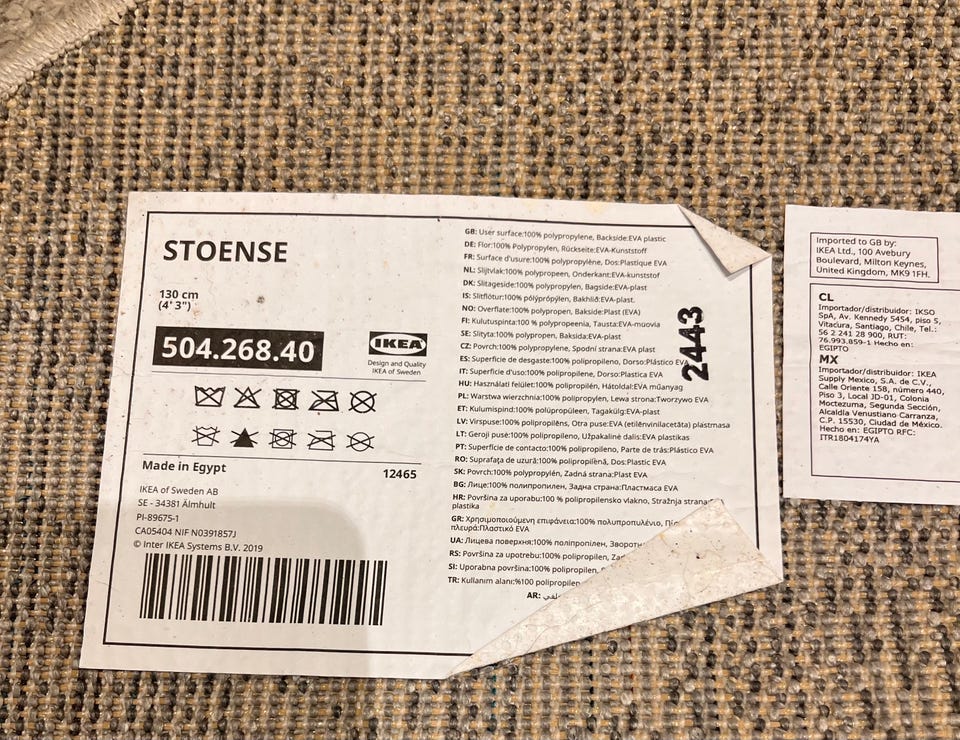 STOENSE
130 cm
(4' 3")
504.268.40
IKEA
Design and Quality
IKEA of Sweden
Made in Egypt
12465
IKEA of Sweden AB
SE - 34381 Älmhult
PI-89675-1
CA05404 NIF N0391857J
© Inter IKEA Systems B.V. 2019
GB: User surface:100% polypropylene, Backside:EVA plastic
DE: Flor:100% Polypropylen, Rückseite:EVA-Kunststoff
FR: Surface d'usure:100% polypropylène, Dos:Plastique EVA
NL: Slijtvlak:100% polypropeen, Onderkant:EVA-kunststof
DK: Slitageside:100% polypropylen, Bagside:EVA-plast
IS: Slitflötur:100% pólýprópýlen, Bakhlið:EVA-plast.
NO: Overflate:100% polypropen, Bakside:Plast (EVA)
FI: Kulutuspinta:100 % polypropeenia, Tausta:EVA-muovia
SE: Slityta:100% polypropen, Baksida:EVA-plast
CZ: Povrch:100% polypropylene, Spodní strana:EVA plast
ES: Superficie de desgaste:100% polipropileno, Dorso:Plástico EVA
IT: Superficie d'uso:100% polipropilene, Dorso:Plastica EVA
HU: Használati felület:100% polipropilén, Hátoldal:EVA műanyag
PL: Warstwa wierzchnia:100% polipropylen, Lewa strona:Tworzywo EVA
ET: Kulumispind:100% polüpropüleen, Tagakülg:EVA-plast
LV: Virspuse:100% polipropilēns, Otra puse:EVA (etilēnvinilacetāta) plastmasa
LT: Geroji pusė:100% polipropileno, Užpakalinė dalis:EVA plastikas
PT: Superfície de contacto:100% polipropileno, Parte de trás:Plástico EVA
RO: Suprafața de uzură:100% polipropilenă, Dos:Plastic EVA
SK: Povrch:100% polypropylén, Zadná strana:Plast EVA
BG: Лице:100% полипропилен, Задна страна:Пластмаса EVA
HR: Površina za uporabu:100 % polipropilensko vlakno, Stražnja strana:
plastika
GR: Χρησιμοποιούμενη επιφάνεια:100% πολυπροπυλένιο,
πλευρά:Πλαστικό EVA
UA: Лицева поверхня:100% поліпропілен,
RS: Površina za upotrebu:100% polipropilen,
SI: Uporabna površina:100% polipropilen,
TR: Kullanım alanı:%100 polipropilen
AR:
2443
Imported to GB by:
IKEA Ltd., 100 Avebury
Boulevard, Milton Keynes,
United Kingdom, MK9 1FH.
CL
Importador/distribuidor: IKSO
SpA, Av. Kennedy 5454, piso 5,
Vitacura, Santiago, Chile, Tel.:
56 2 241 28 900, RUT:
76.993.859-1 Hecho en:
EGIPTO
MX
Importador/distribuidor: IKEA
Supply Mexico, S.A. de C.V.,
Calle Oriente 158, número 440,
Piso 3, Local JD-01, Colonia
Moctezuma, Segunda Sección,
Alcaldía Venustiano Carranza,
C.P. 15530, Ciudad de México.
Hecho en: EGIPTO RFC:
ITR1804174YA